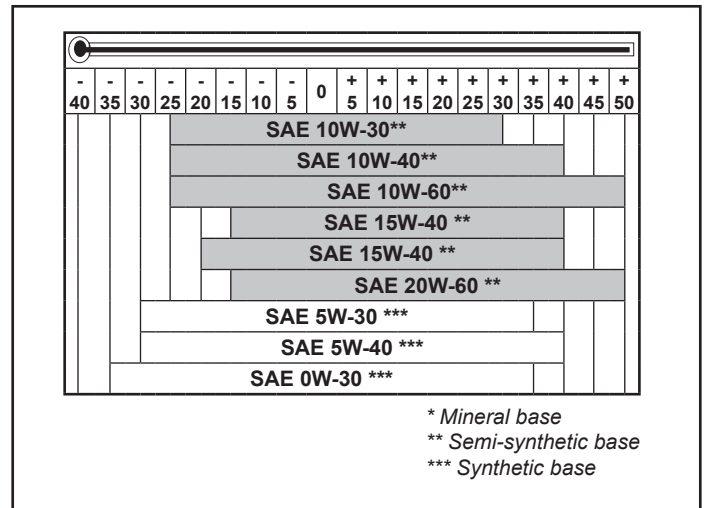 - - - - - - - - 0 + + + + + + + + + +
40 35 30 25 20 15 10 5 5 10 15 20 25 30 35 40 45 50
SAE 10W-30**
SAE 10W-40**
SAE 10W-60**
SAE 15W-40 **
SAE 15W-40 **
SAE 20W-60 **
SAE 5W-30 ***
SAE 5W-40 ***
SAE 0W-30 ***
* Mineral base
** Semi-synthetic base
*** Synthetic base